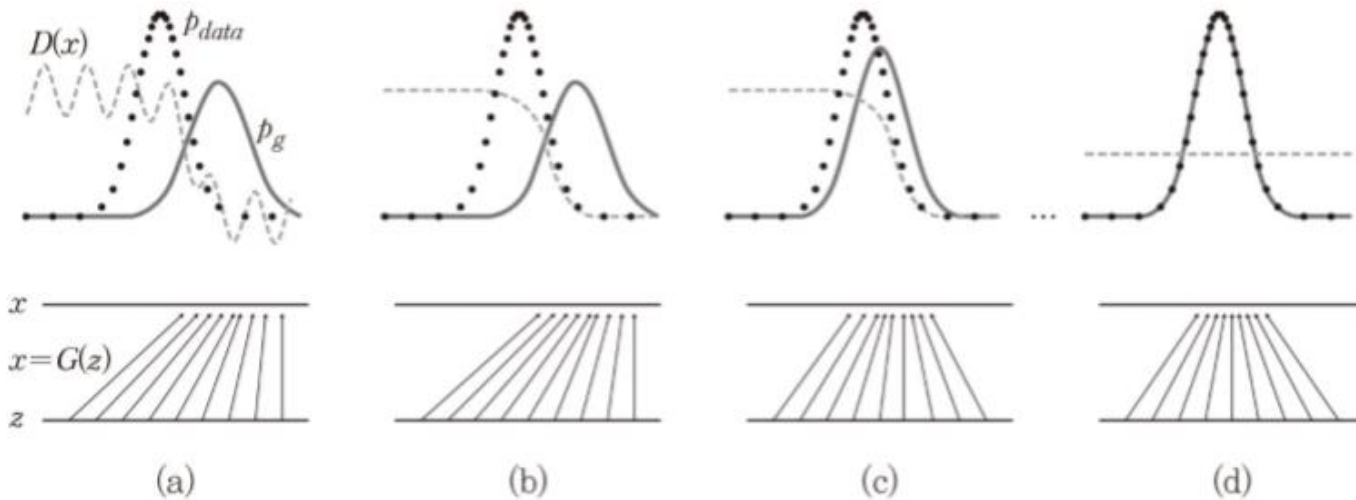 p_data
D(x)
p_g
...
x
x=G(z)
z
(a) (b) (c) (d)